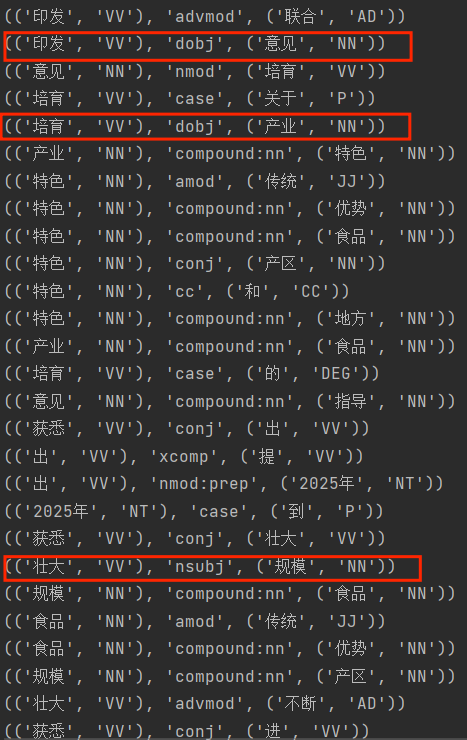 (('印发', 'VV'), 'advmod', ('联合', 'AD'))
(('印发', 'VV'), 'dobj', ('意见', 'NN'))
(('意见', 'NN'), 'nmod', ('培育', 'VV'))
(('培育', 'VV'), 'case', ('关于', 'P'))
(('培育', 'VV'), 'dobj', ('产业', 'NN'))
(('产业', 'NN'), 'compound:nn', ('特色', 'NN'))
(('特色', 'NN'), 'amod', ('传统', 'JJ'))
(('特色', 'NN'), 'compound:nn', ('优势', 'NN'))
(('特色', 'NN'), 'compound:nn', ('食品', 'NN'))
(('特色', 'NN'), 'conj', ('产区', 'NN'))
(('特色', 'NN'), 'cc', ('和', 'CC'))
(('特色', 'NN'), 'compound:nn', ('地方', 'NN'))
(('产业', 'NN'), 'compound:nn', ('食品', 'NN'))
(('培育', 'VV'), 'case', ('的', 'DEG'))
(('意见', 'NN'), 'compound:nn', ('指导', 'NN'))
(('获悉', 'VV'), 'conj', ('出', 'VV'))
(('出', 'VV'), 'xcomp', ('提', 'VV'))
(('出', 'VV'), 'nmod:prep', ('2025年', 'NT'))
(('2025年', 'NT'), 'case', ('到', 'P'))
(('获悉', 'VV'), 'conj', ('壮大', 'VV'))
(('壮大', 'VV'), 'nsubj', ('规模', 'NN'))
(('规模', 'NN'), 'compound:nn', ('食品', 'NN'))
(('食品', 'NN'), 'amod', ('传统', 'JJ'))
(('食品', 'NN'), 'compound:nn', ('优势', 'NN'))
(('规模', 'NN'), 'compound:nn', ('产区', 'NN'))
(('壮大', 'VV'), 'advmod', ('不断', 'AD'))
(('获悉', 'VV'), 'conj', ('进', 'VV'))